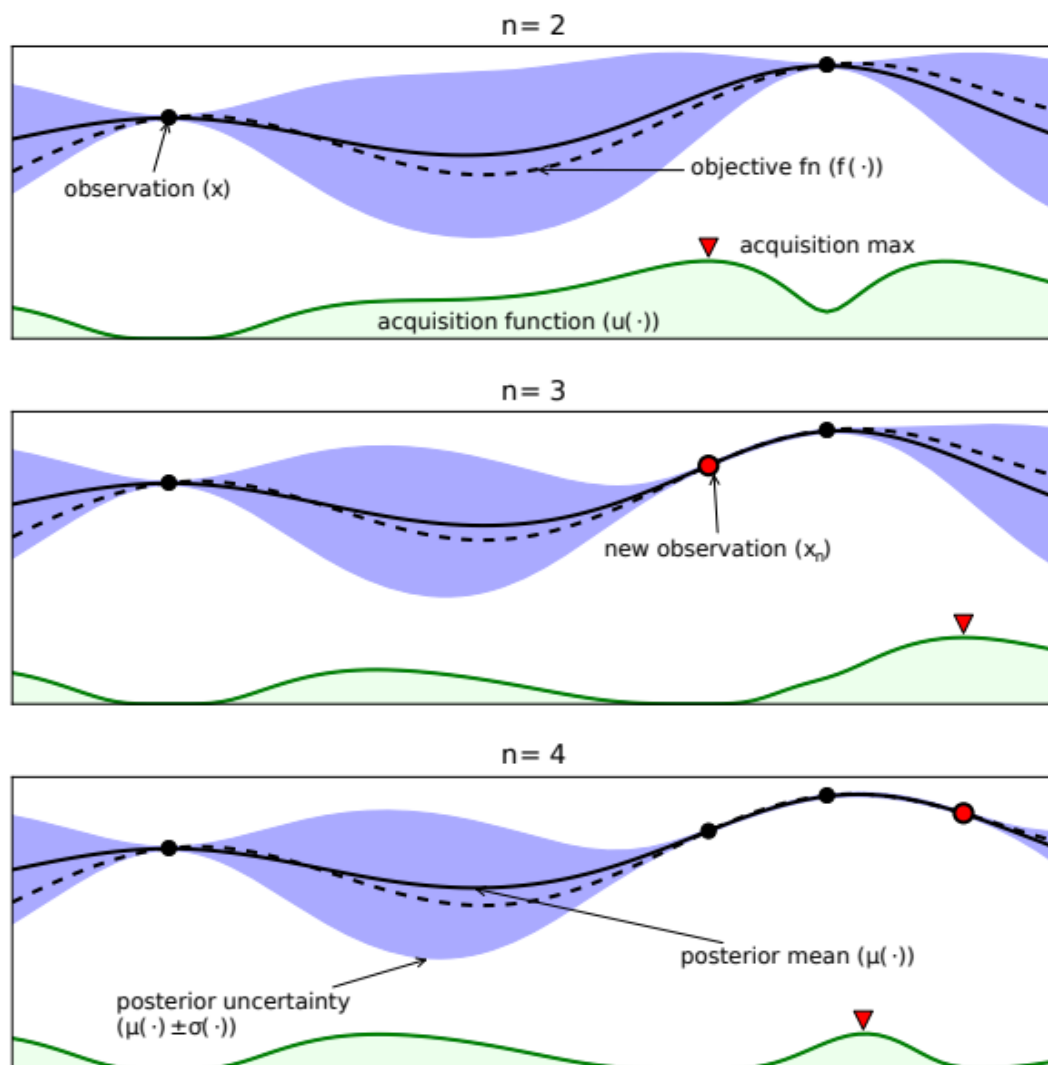 n= 2
observation (x)
objective fn (f(·))
acquisition max
acquisition function (u(·))
n= 3
new observation (xn)
n= 4
posterior mean (μ(·))
posterior uncertainty
(μ(·) ±σ(·))